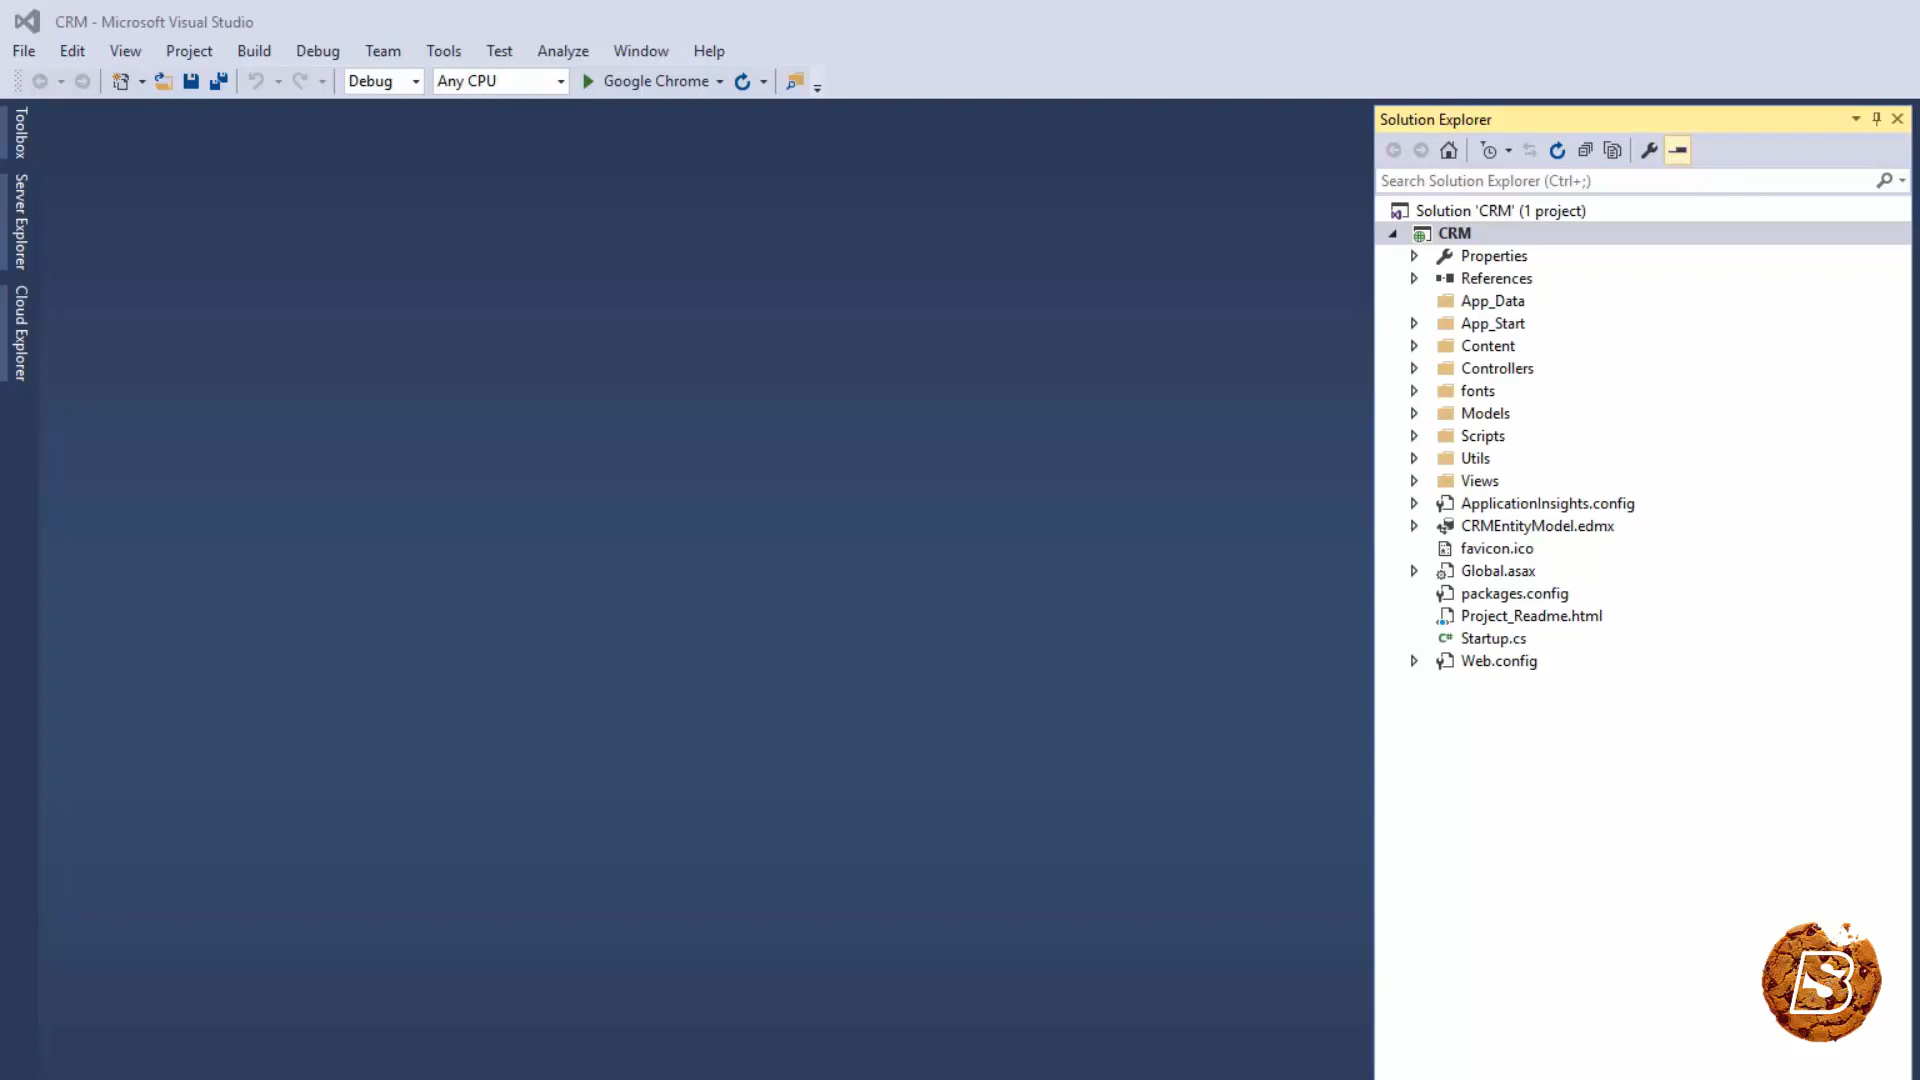 CRM - Microsoft Visual Studio
File Edit View Project Build Debug Team Tools Test Analyze Window Help
Debug Any CPU Google Chrome
Toolbox
Server Explorer
Cloud Explorer
Solution Explorer
Search Solution Explorer (Ctrl+;)
Solution 'CRM' (1 project)
CRM
Properties
References
App_Data
App_Start
Content
Controllers
fonts
Models
Scripts
Utils
Views
ApplicationInsights.config
CRMEntityModel.edmx
favicon.ico
Global.asax
packages.config
Project_Readme.html
C# Startup.cs
Web.config